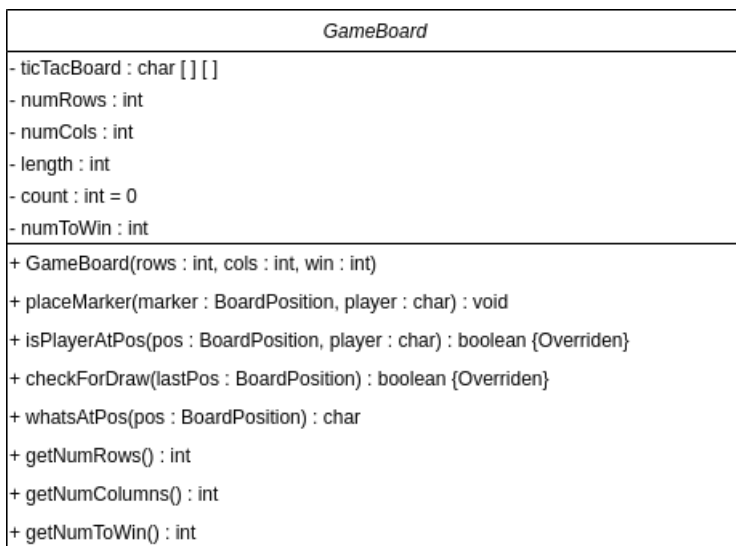 GameBoard
- ticTacBoard : char [ ] [ ]
- numRows : int
- numCols : int
- length : int
- count : int = 0
- numToWin : int
+ GameBoard(rows : int, cols : int, win : int)
+ placeMarker(marker : BoardPosition, player : char) : void
+ isPlayerAtPos(pos : BoardPosition, player : char) : boolean {Overriden}
+ checkForDraw(lastPos : BoardPosition) : boolean {Overriden}
+ whatsAtPos(pos : BoardPosition) : char
+ getNumRows() : int
+ getNumColumns() : int
+ getNumToWin() : int